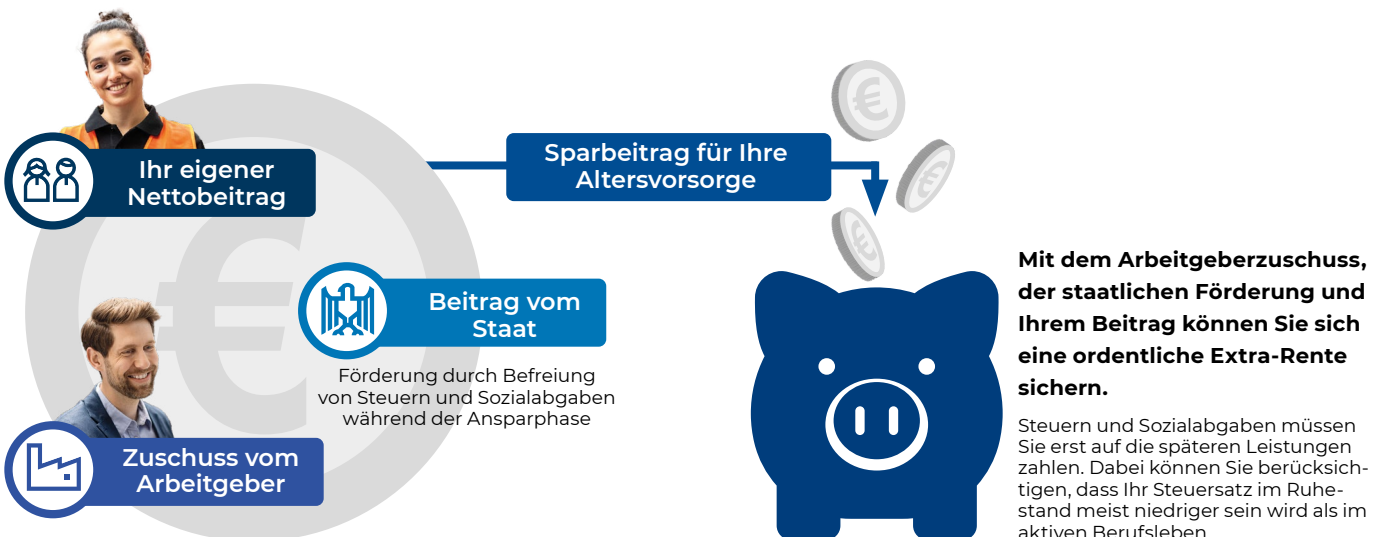 Ihr eigener
Nettobeitrag
Sparbeitrag für Ihre
Altersvorsorge
Beitrag vom
Staat
Förderung durch Befreiung
von Steuern und Sozialabgaben
während der Ansparphase
Zuschuss vom
Arbeitgeber
Mit dem Arbeitgeberzuschuss,
der staatlichen Förderung und
Ihrem Beitrag können Sie sich
eine ordentliche Extra-Rente
sichern.
Steuern und Sozialabgaben müssen
Sie erst auf die späteren Leistungen
zahlen. Dabei können Sie berücksich-
tigen, dass Ihr Steuersatz im Ruhe-
stand meist niedriger sein wird als im
aktiven Berufsleben